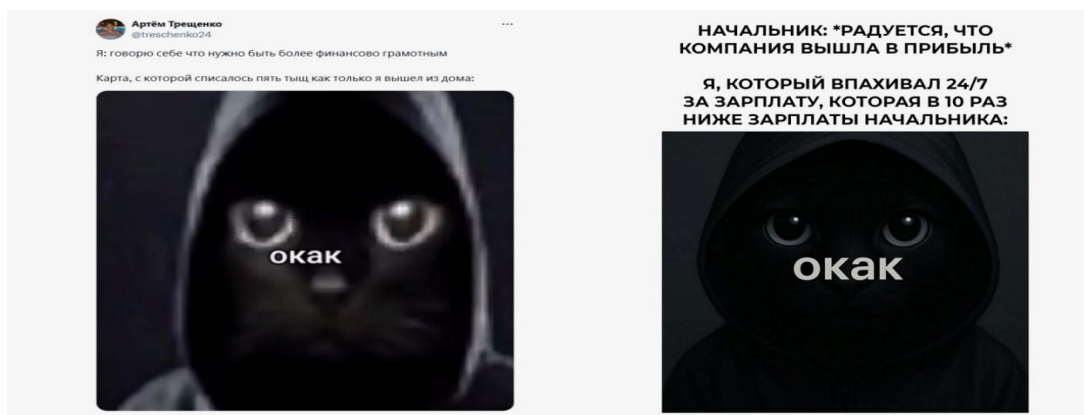 Артём Трещенко
@treschenko24
Я: говорю себе что нужно быть более финансово грамотным
Карта, с которой списалось пять тыщ как только я вышел из дома:
окак
НАЧАЛЬНИК: *РАДУЕТСЯ, ЧТО
КОМПАНИЯ ВЫШЛА В ПРИБЫЛЬ*
Я, КОТОРЫЙ ВПАХИВАЛ 24/7
ЗА ЗАРПЛАТУ, КОТОРАЯ В 10 РАЗ
НИЖЕ ЗАРПЛАТЫ НАЧАЛЬНИКА:
окак